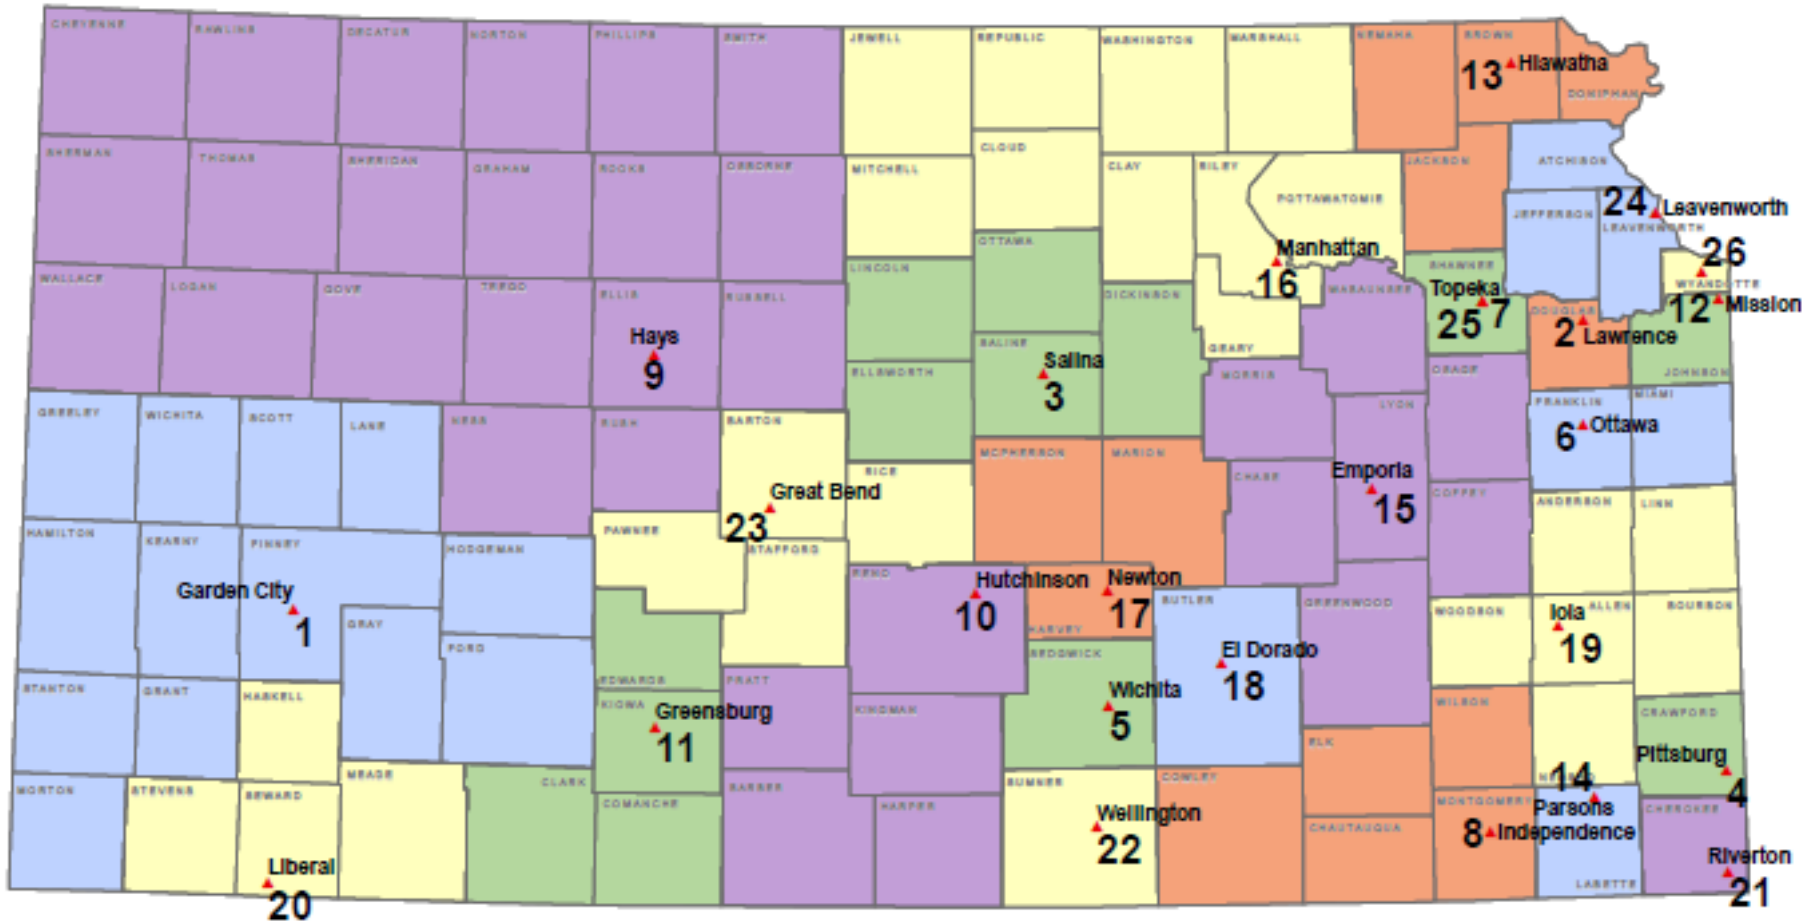 CHEYENNE RAWLINS DECATUR NORTON PHILLIPS SMITH JEWELL REPUBLIC WASHINGTON MARSHALL NEMAHA BROWN
13 Hiawatha
DONIPHAN
SHERMAN THOMAS SHERIDAN GRAHAM ROOKS OSBORNE MITCHELL CLOUD CLAY RILEY JACKSON ATCHISON
POTTAWATOMIE
JEFFERSON 24 Leavenworth
LEAVENWORTH
OTTAWA Manhattan
16
26
WALLACE LOGAN GOVE TREGO ELLIS RUSSELL LINCOLN DICKINSON WABAUNSEE SHAWNEE
WYANDOTTE
Topeka
25 7
12 Mission
DOUGLAS
2 Lawrence
Hays
9
SALINE GEARY
Salina
3
ELLSWORTH MORRIS OSAGE JOHNSON
GREELEY WICHITA SCOTT LANE NESS RUSH BARTON LYON FRANKLIN MIAMI
6 Ottawa
MCPHERSON MARION
RICE
Great Bend
23
CHASE
Emporia
15
COFFEY ANDERSON LINN
HAMILTON KEARNY FINNEY HODGEMAN PAWNEE STAFFORD
Garden City
1
RENO
Hutchinson
10
Newton
17
HARVEY
BUTLER GREENWOOD WOODSON
Iola ALLEN
19
BOURBON
GRAY FORD
El Dorado
18
SEDGWICK
Wichita
5
STANTON GRANT HASKELL EDWARDS PRATT
KIOWA
Greensburg
11
KINGMAN
WILSON CRAWFORD
Pittsburg
4
ELK
MORTON STEVENS SEWARD MEADE CLARK COMANCHE BARBER HARPER SUMNER COWLEY
Wellington
22
CHAUTAUQUA MONTGOMERY
14
Parsons
8 Independence
CHEROKEE
Liberal
20
LABETTE
Riverton
21